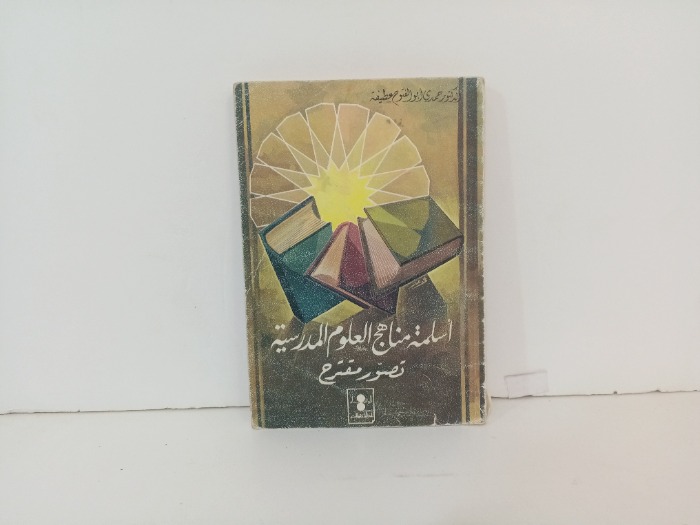 الدكتور حمدي أبو الفتوح عطيفة
أسلمة مناهج العلوم المدرسية
تصور مقترح